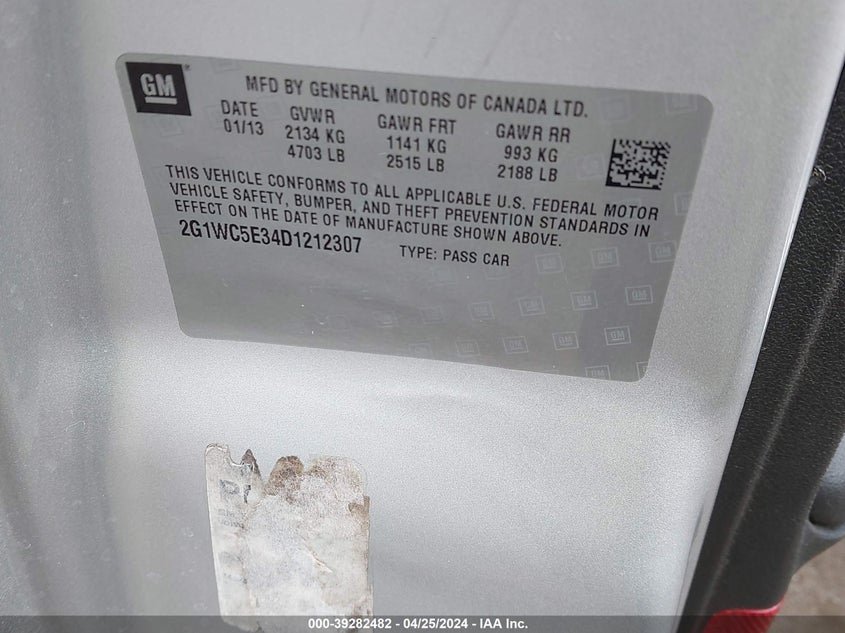 GM
MFD BY GENERAL MOTORS OF CANADA LTD.
DATE GVWR GAWR FRT GAWR RR
01/13 2134 KG 1141 KG 993 KG
4703 LB 2515 LB 2188 LB
THIS VEHICLE CONFORMS TO ALL APPLICABLE U.S. FEDERAL MOTOR
VEHICLE SAFETY, BUMPER, AND THEFT PREVENTION STANDARDS IN
EFFECT ON THE DATE OF MANUFACTURE SHOWN ABOVE.
2G1WC5E34D1212307 TYPE: PASS CAR
000-39282482 - 04/25/2024 - IAA Inc.